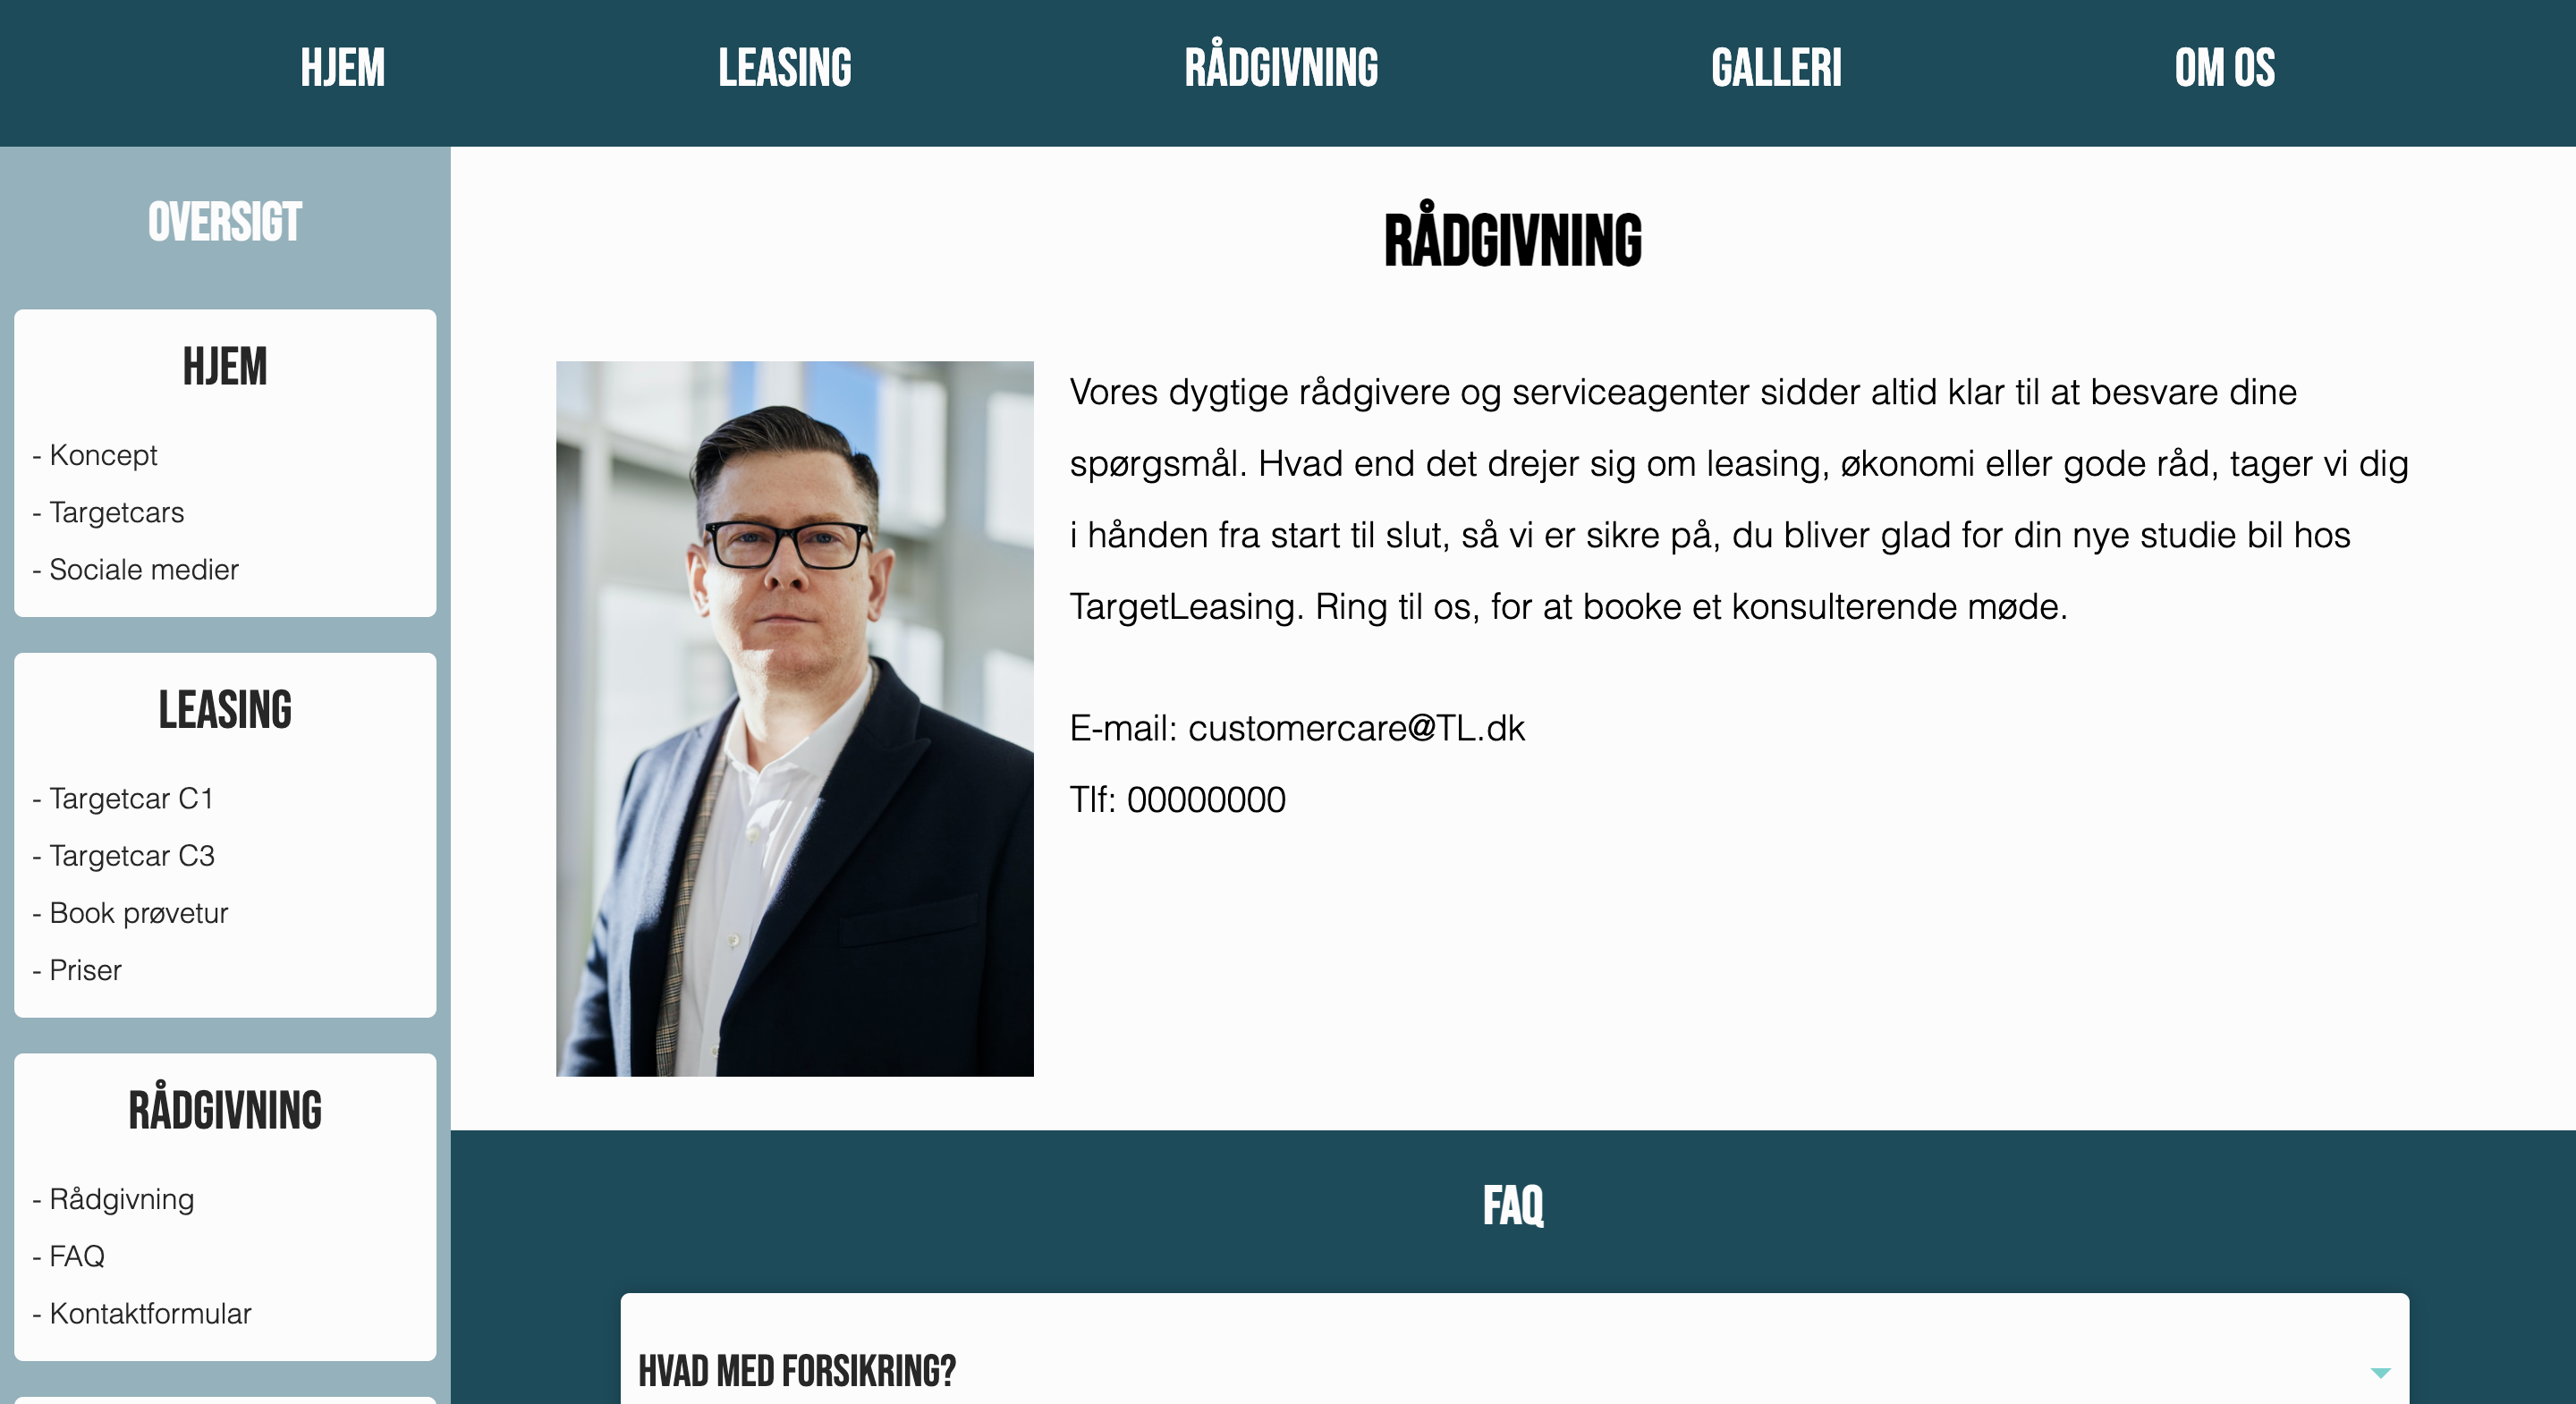 HJEM
LEASING
RÅDGIVNING
GALLERI
OM OS
OVERSIGT
HJEM
- Koncept
- Targetcars
- Sociale medier
LEASING
- Targetcar C1
- Targetcar C3
- Book prøvetur
- Priser
RÅDGIVNING
- Rådgivning
- FAQ
- Kontaktformular
RÅDGIVNING
Vores dygtige rådgivere og serviceagenter sidder altid klar til at besvare dine
spørgsmål. Hvad end det drejer sig om leasing, økonomi eller gode råd, tager vi dig
i hånden fra start til slut, så vi er sikre på, du bliver glad for din nye studie bil hos
TargetLeasing. Ring til os, for at booke et konsulterende møde.
E-mail: customercare@TL.dk
Tlf: 00000000
FAQ
HVAD MED FORSIKRING?